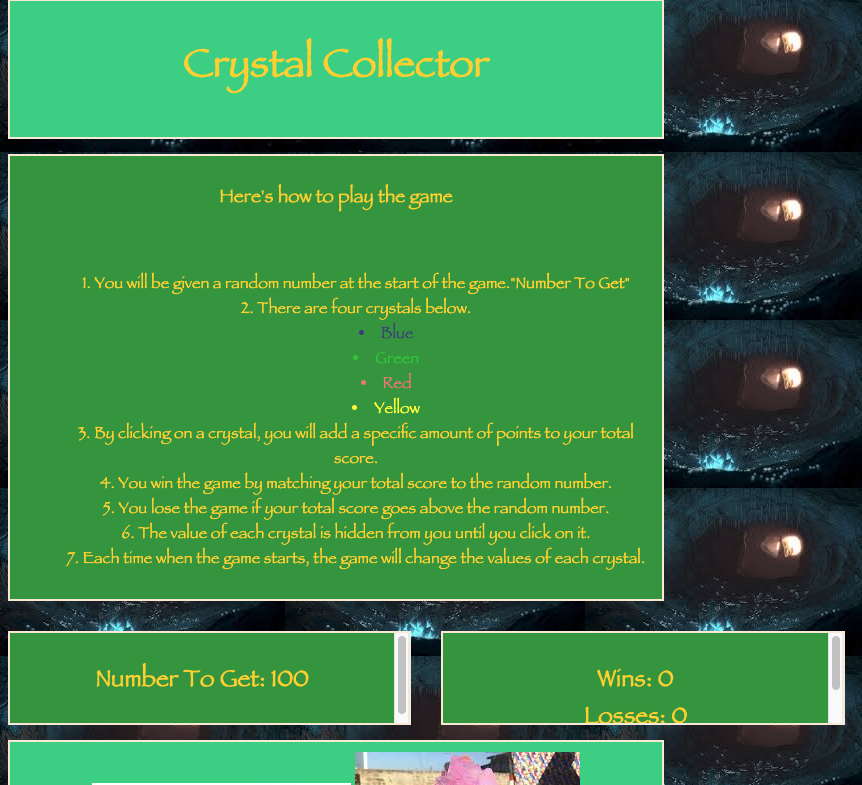 Crystal Collector
Here's how to play the game
1. You will be given a random number at the start of the game."Number To Get"
2. There are four crystals below.
• Blue
• Green
• Red
• Yellow
3. By clicking on a crystal, you will add a specific amount of points to your total
score.
4. You win the game by matching your total score to the random number.
5. You lose the game if your total score goes above the random number.
6. The value of each crystal is hidden from you until you click on it.
7. Each time when the game starts, the game will change the values of each crystal.
Number To Get: 100
Wins: 0
Losses: 0